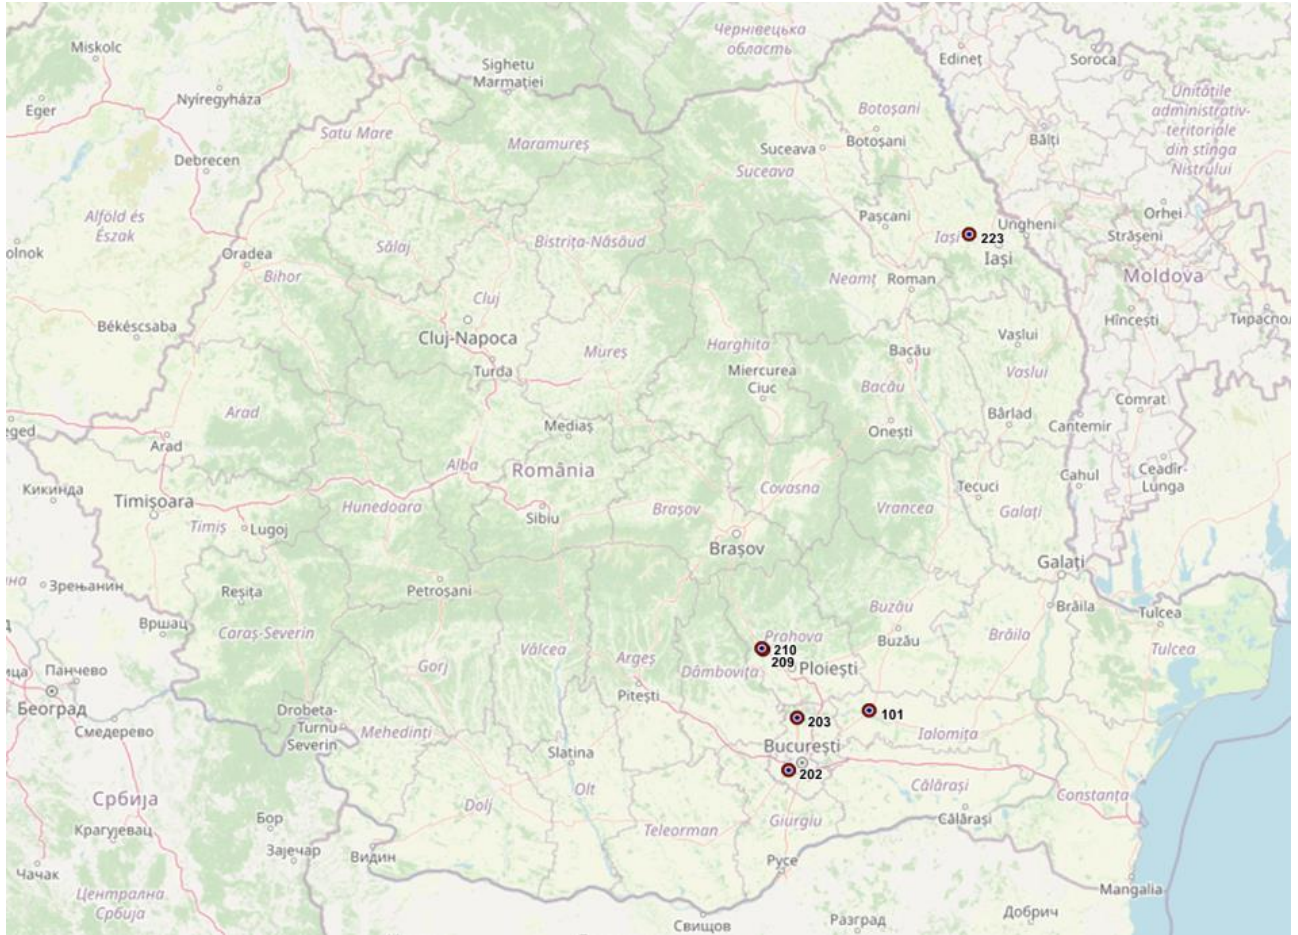 Чернівецька
область
Edineț
Soroca
Miskolc
Sighetu
Marmației
Nyíregyháza
Eger
Unitățile
administrativ-
teritoriale
din stînga
Nistrului
Satu Mare
Maramureș
Botoșani
Botoșani
Bălți
Suceava
Suceava
Debrecen
Alföld és
Észak
Pașcani
Orhei
Ungheni
Strășeni
Iași
223
Iași
Sălaj
Bistrița-Năsăud
olnok
Oradea
Bihor
Neamț
Roman
Moldova
Cluj
Cluj-Napoca
Békéscsaba
Hîncești
Тираспол
Vaslui
Vaslui
Mureș
Harghita
Bacău
Bacău
Turda
Miercurea
Ciuc
Arad
Arad
Comrat
Bârlad
Cantemir
eged
Mediaș
Onești
Alba
România
Cahul
Ceadîr-
Lunga
Кикинда
Timișoara
Timiș
Lugoj
Hunedoara
Sibiu
Brașov
Covasna
Vrancea
Tecuci
Galați
Brașov
Galați
Зрењанин
Reșița
Petroșani
Buzău
Buzău
Brăila
Brăila
Tulcea
Tulcea
Вршац
Caraș-Severin
Gorj
Vâlcea
Argeș
Prahova
210
209
Ploiești
Dâmbovița
Панчево
Београд
Pitești
Смедерево
Drobeta-
Turnu
Severin
Mehedinți
203
101
Ialomița
București
202
Slatina
Olt
Călărași
Călărași
Constanța
Србија
Dolj
Teleorman
Giurgiu
Бор
Крагујевац
Зајечар
Видин
Русе
Чачак
Mangalia
Централна
Србија
Свищов
Разград
Добрич